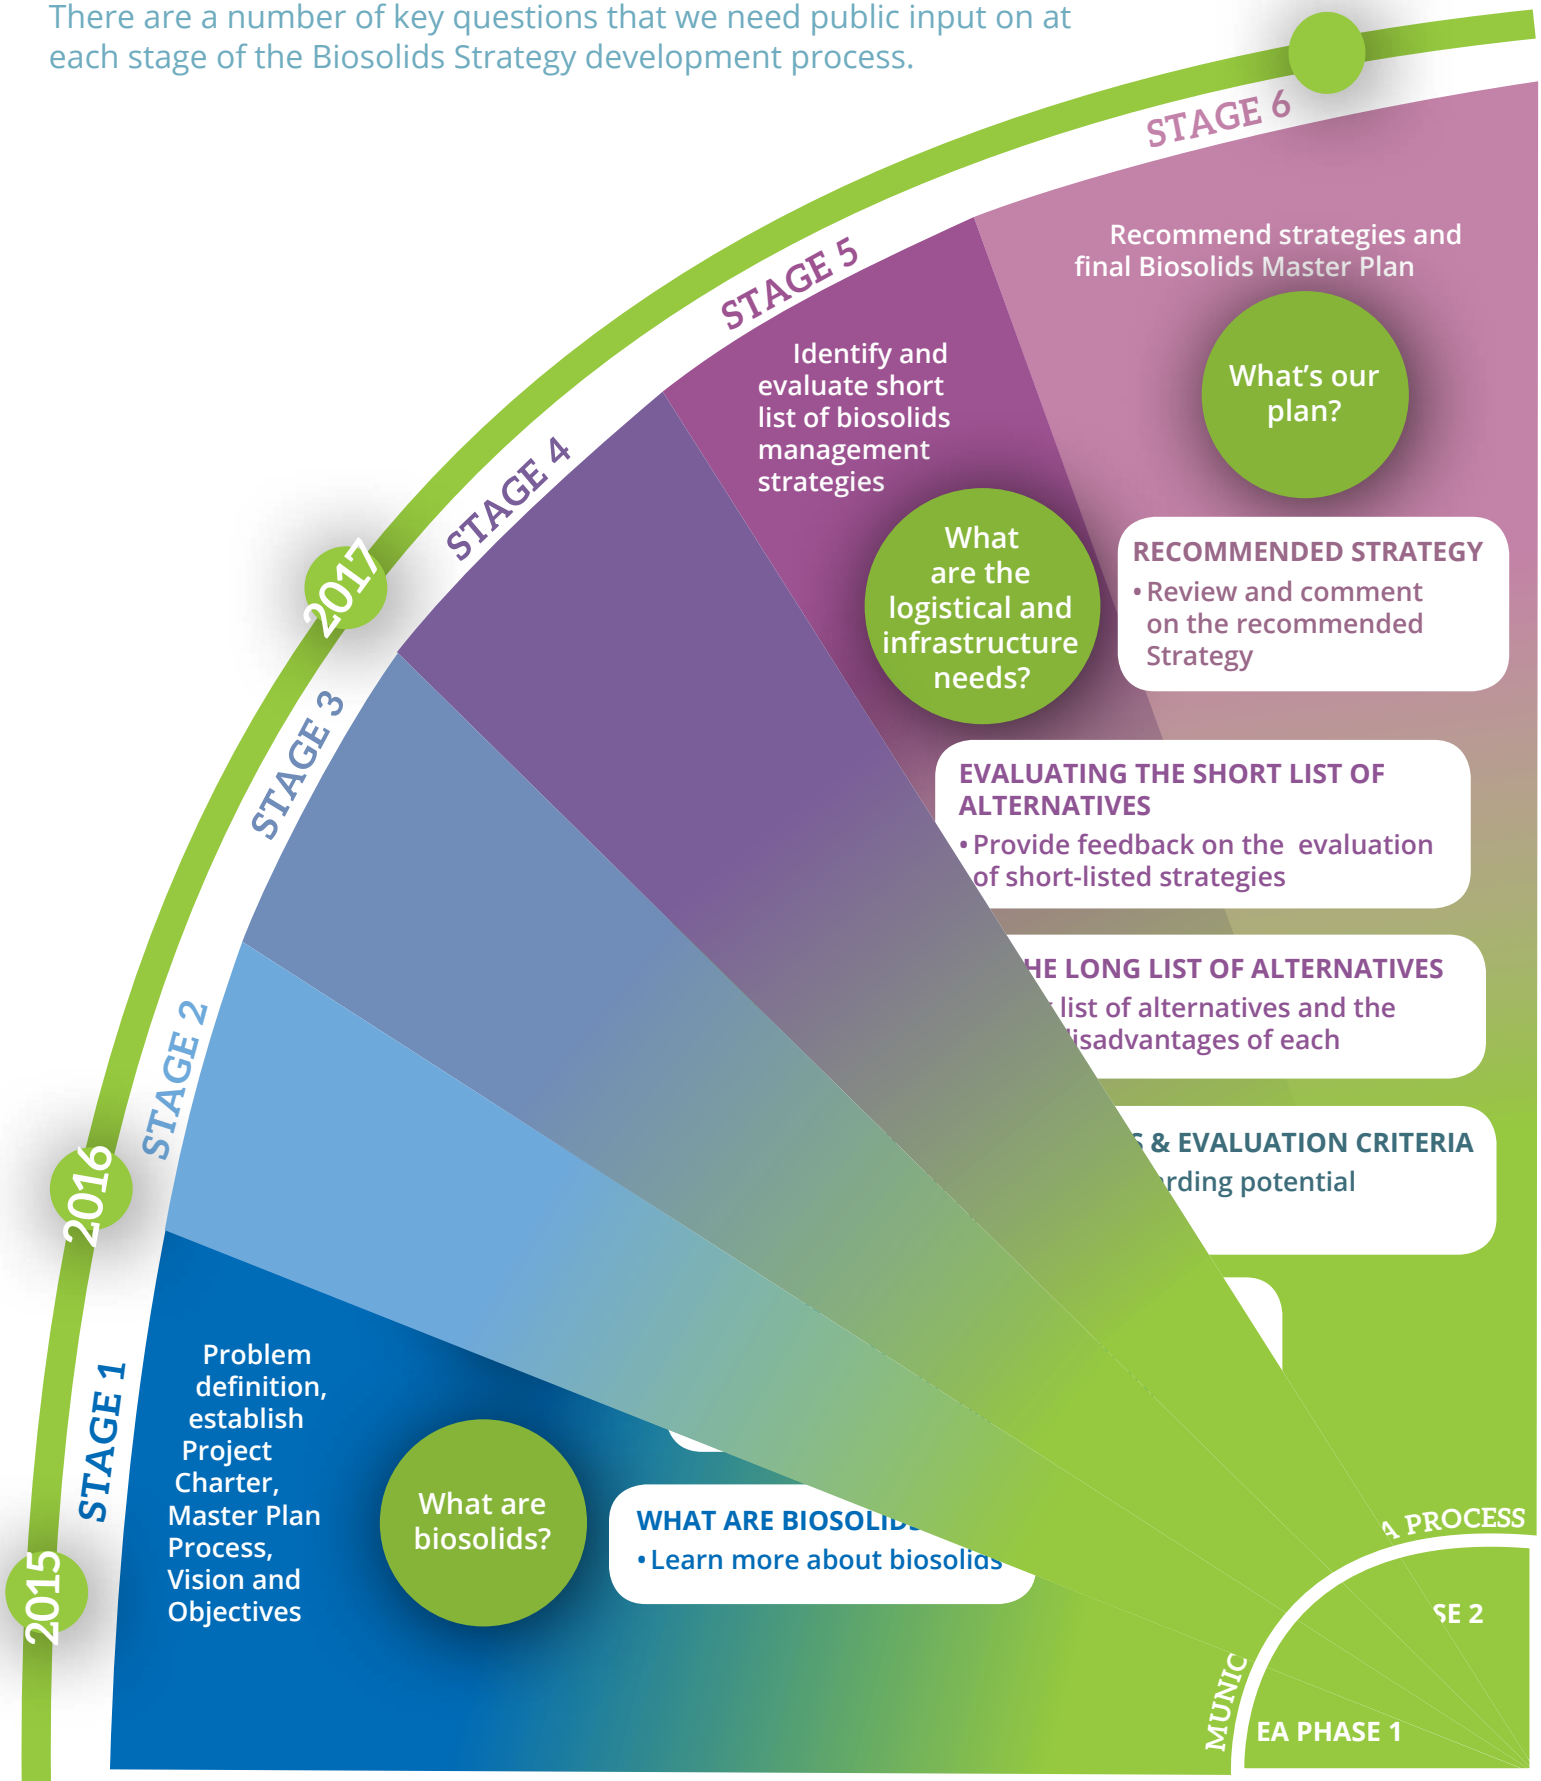 There are a number of key questions that we need public input on at
each stage of the Biosolids Strategy development process.
STAGE 6
Recommend strategies and
final Biosolids Master Plan
What's our
plan?
RECOMMENDED STRATEGY
• Review and comment
on the recommended
Strategy
STAGE 5
Identify and
evaluate short
list of biosolids
management
strategies
What
are the
logistical and
infrastructure
needs?
EVALUATING THE SHORT LIST OF
ALTERNATIVES
• Provide feedback on the evaluation
of short-listed strategies
LONG LIST OF ALTERNATIVES
list of alternatives and the
of each
& EVALUATION CRITERIA
potential
STAGE 4
2017
STAGE 3
STAGE 2
2016
STAGE 1
Problem
definition,
establish
Project
Charter,
Master Plan
Process,
Vision and
Objectives
What are
biosolids?
WHAT ARE BIOSOLIDS
• Learn more about biosolids
2015
MUNIC
PROCESS
SE 2
EA PHASE 1